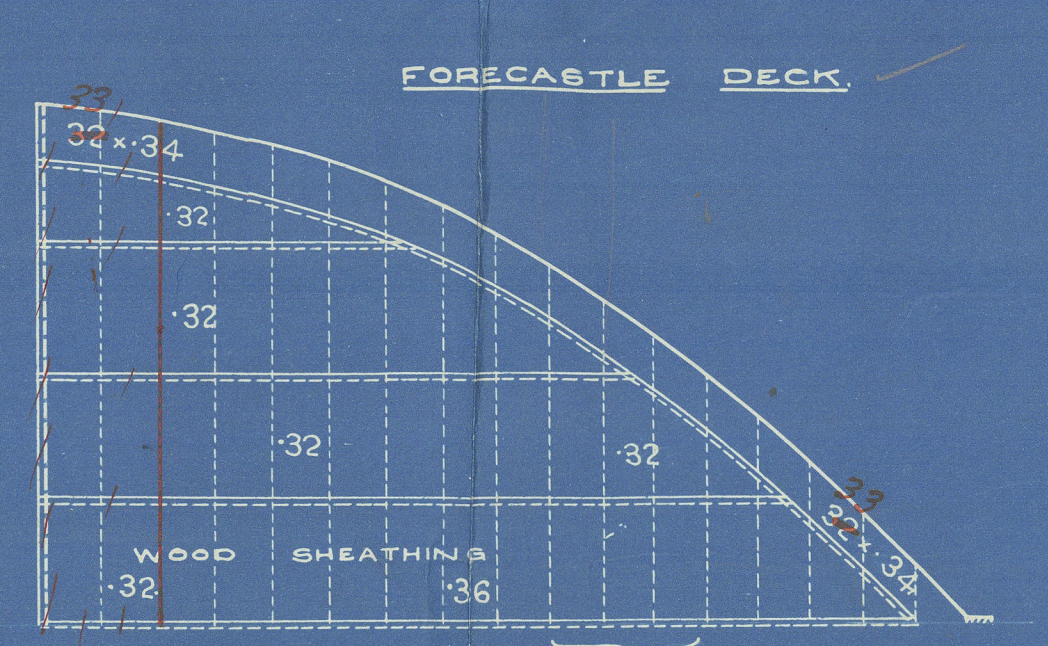 FORECASTLE DECK.
33
32 x .34
.32
.32
.32
.32
33
32 x .34
WOOD SHEATHING
.32
.36